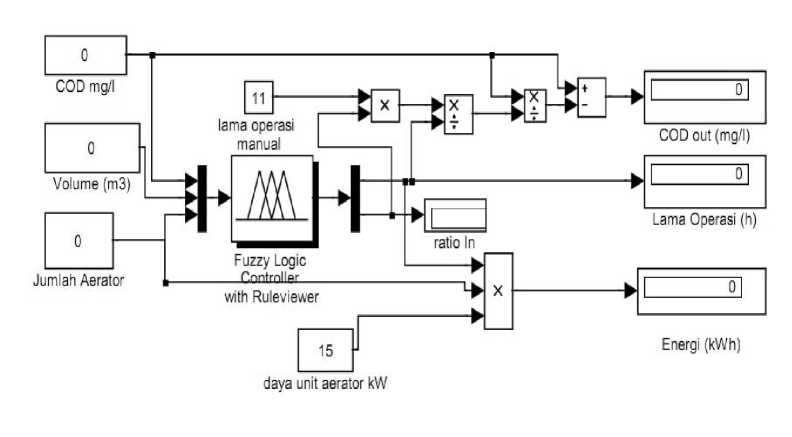 0
COD mg/l
0
Volume (m3)
0
Jumlah Aerator
11
lama operasi
manual
Fuzzy Logic
Controller
with Ruleviewer
X
X
÷
X
÷
+
−
ratio ln
X
15
daya unit aerator kW
0
COD out (mg/l)
0
Lama Operasi (h)
0
Energi (kWh)